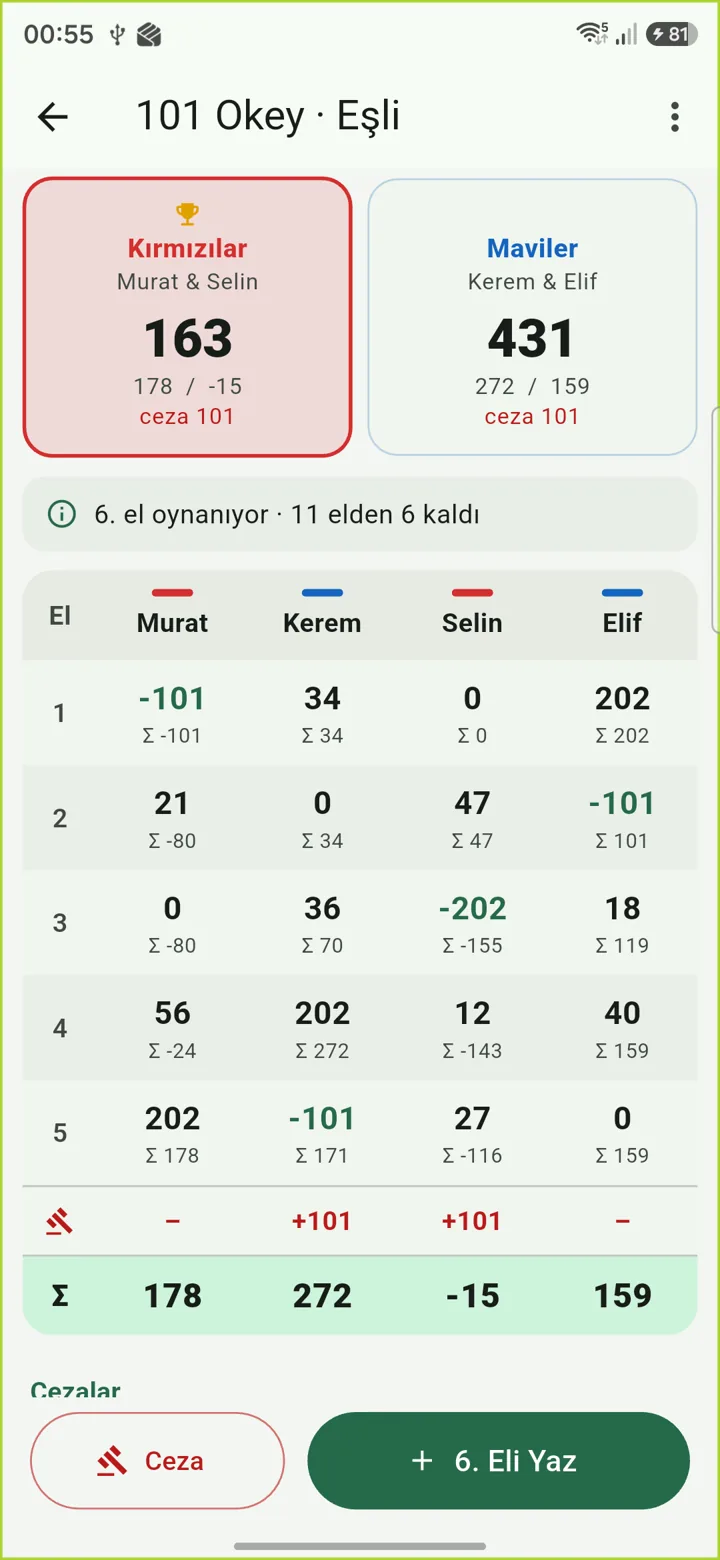 00:55 5 81
101 Okey · Eşli
Kırmızılar
Murat & Selin
163
178 / -15
ceza 101
Maviler
Kerem & Elif
431
272 / 159
ceza 101
6. el oynanıyor · 11 elden 6 kaldı
El Murat Kerem Selin Elif
1 -101 34 0 202
Σ -101 Σ 34 Σ 0 Σ 202
2 21 0 47 -101
Σ -80 Σ 34 Σ 47 Σ 101
3 0 36 -202 18
Σ -80 Σ 70 Σ -155 Σ 119
4 56 202 12 40
Σ -24 Σ 272 Σ -143 Σ 159
5 202 -101 27 0
Σ 178 Σ 171 Σ -116 Σ 159
– +101 +101 –
Σ 178 272 -15 159
Cezalar
Ceza + 6. Eli Yaz